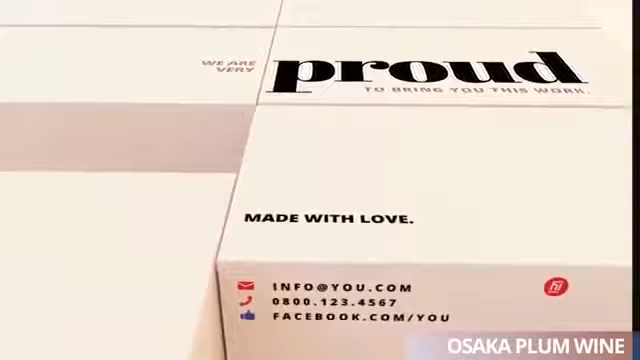 WE ARE
VERY
proud
TO BRING YOU THIS WORK.
MADE WITH LOVE.
INFO@YOU.COM
0800.123.4567
FACEBOOK.COM/YOU
hi
OSAKA PLUM WINE